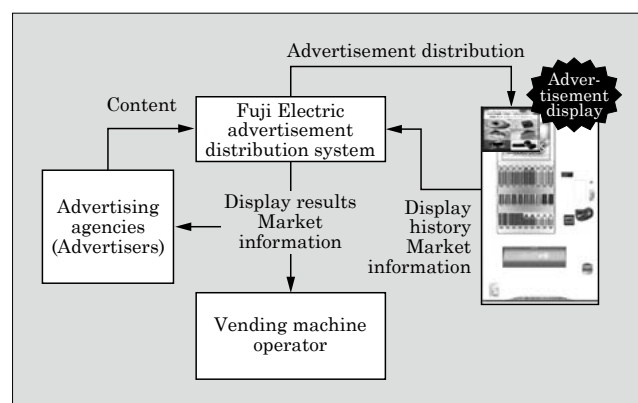 Advertisement distribution
Adver-
tisement
display
Content
Fuji Electric
advertisement
distribution system
Advertising
agencies
(Advertisers)
Display results
Market
information
Display
history
Market
information
Vending machine
operator